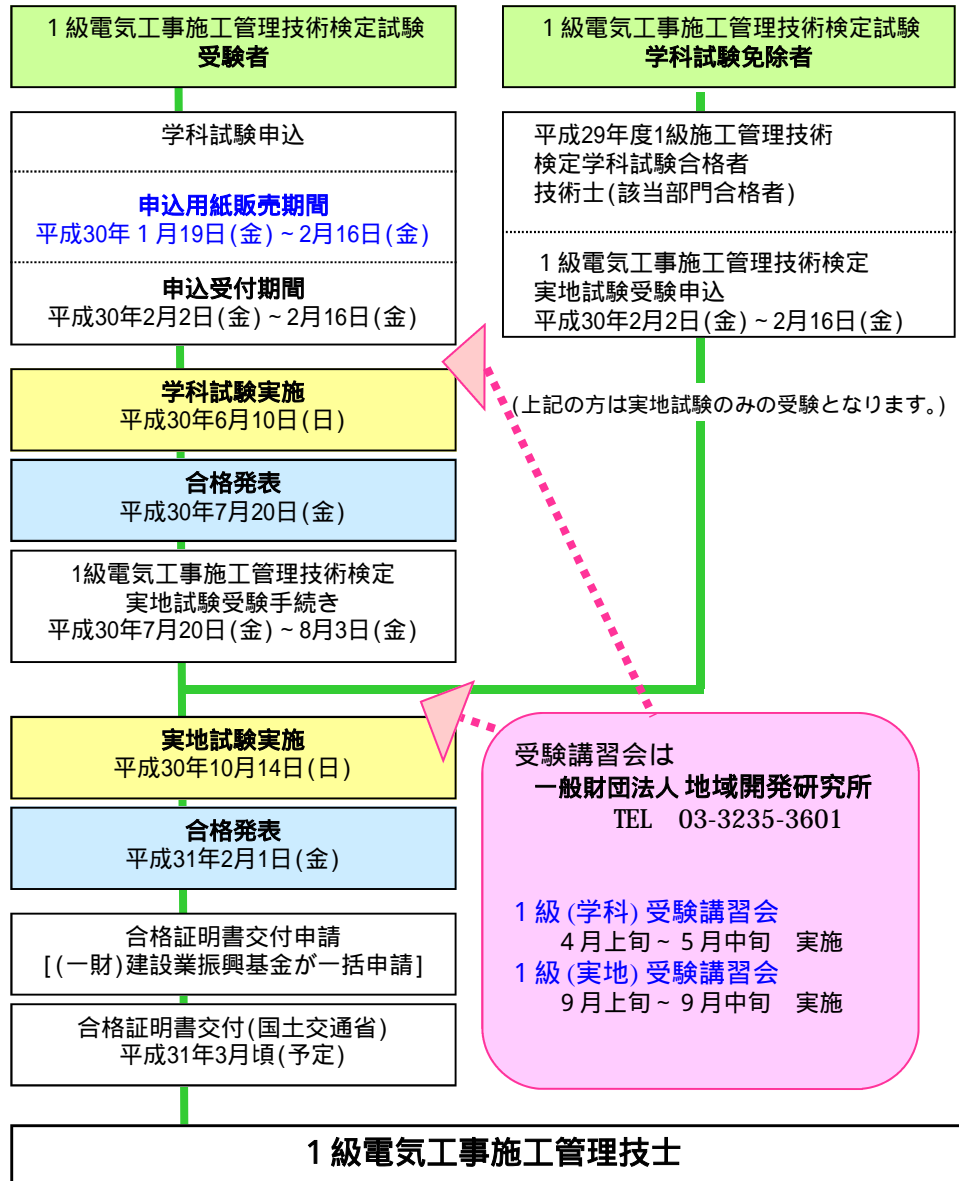 1級電気工事施工管理技術検定試験
受験者
学科試験申込
申込用紙販売期間
平成30年1月19日(金)~2月16日(金)
申込受付期間
平成30年2月2日(金)~2月16日(金)
学科試験実施
平成30年6月10日(日)
合格発表
平成30年7月20日(金)
1級電気工事施工管理技術検定
実地試験受験手続き
平成30年7月20日(金)~8月3日(金)
実地試験実施
平成30年10月14日(日)
合格発表
平成31年2月1日(金)
合格証明書交付申請
[(一財)建設業振興基金が一括申請]
合格証明書交付(国土交通省)
平成31年3月頃(予定)
1級電気工事施工管理技術検定試験
学科試験免除者
平成29年度1級施工管理技術
検定学科試験合格者
技術士(該当部門合格者)
1級電気工事施工管理技術検定
実地試験受験申込
平成30年2月2日(金)~2月16日(金)
(上記の方は実地試験のみの受験となります。)
受験講習会は
一般財団法人 地域開発研究所
TEL 03-3235-3601
1級(学科)受験講習会
4月上旬~5月中旬 実施
1級(実地)受験講習会
9月上旬~9月中旬 実施
1級電気工事施工管理技士